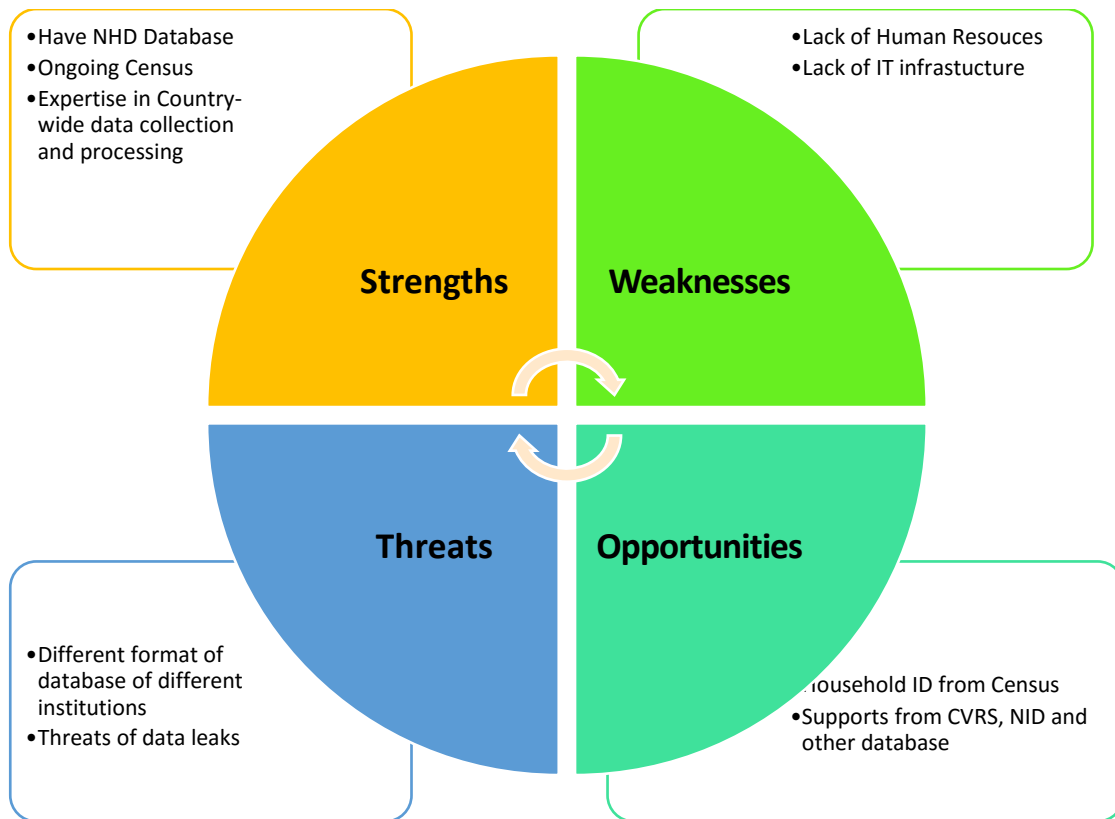 •Have NHD Database
•Ongoing Census
•Expertise in Country-
wide data collection
and processing
•Lack of Human Resouces
•Lack of IT infrastucture
Strengths
Weaknesses
Threats
Opportunities
•Different format of
database of different
institutions
•Threats of data leaks
Household ID from Census
•Supports from CVRS, NID and
other database